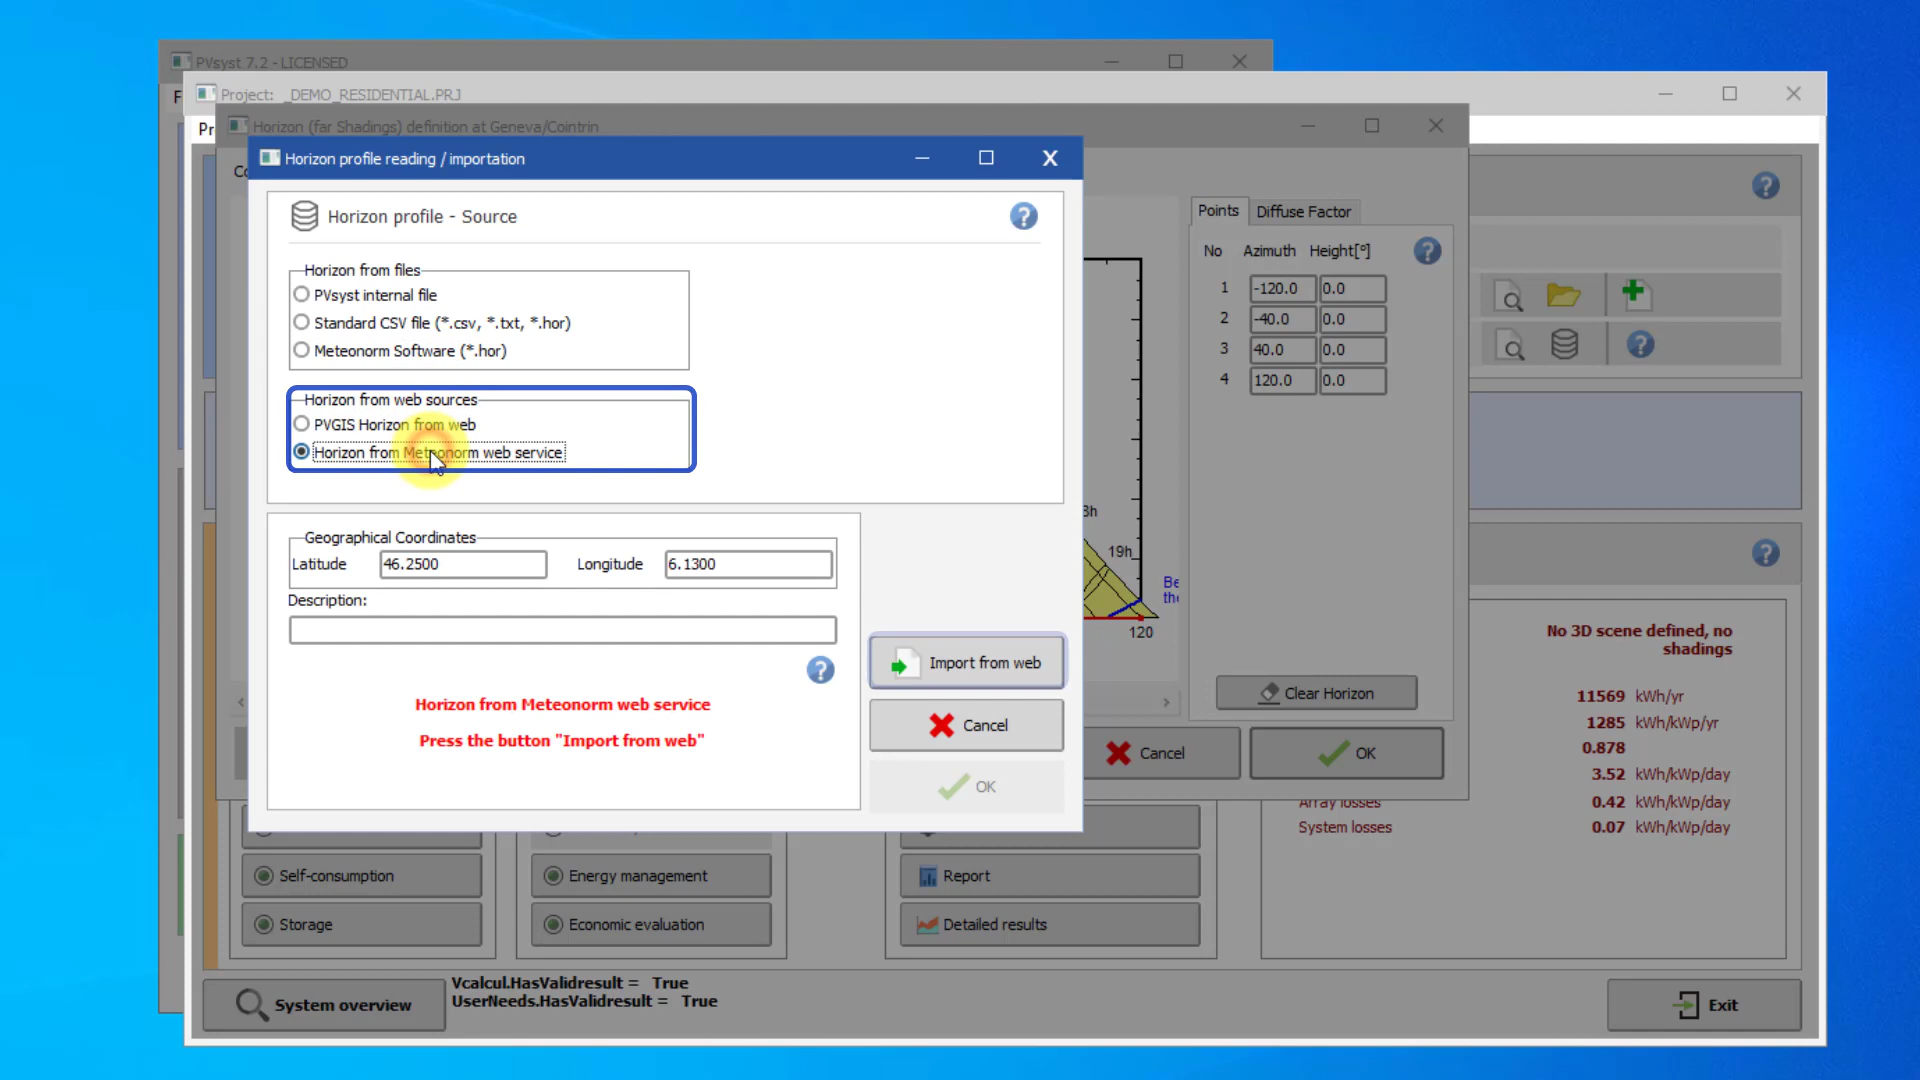 PVsyst 7.2 - LICENSED
F
Project: _DEMO_RESIDENTIAL.PRJ
Pr
Horizon (far Shadings) definition at Geneva/Cointrin
Co
Horizon profile reading / importation
Horizon profile - Source
Horizon from files
PVsyst internal file
Standard CSV file (*.csv, *.txt, *.hor)
Meteonorm Software (*.hor)
Horizon from web sources
PVGIS Horizon from web
Horizon from Meteonorm web service
Geographical Coordinates
Latitude 46.2500 Longitude 6.1300
Description:
Horizon from Meteonorm web service
Press the button "Import from web"
Import from web
Cancel
OK
19h
120
Be
the
Points Diffuse Factor
No Azimuth Height[°]
1 -120.0 0.0
2 -40.0 0.0
3 40.0 0.0
4 120.0 0.0
Clear Horizon
Cancel OK
No 3D scene defined, no
shadings
11569 kWh/yr
1285 kWh/kWp/yr
0.878
3.52 kWh/kWp/day
Array losses 0.42 kWh/kWp/day
System losses 0.07 kWh/kWp/day
Self-consumption
Energy management
Report
Storage
Economic evaluation
Detailed results
System overview
Vcalcul.HasValidresult = True
UserNeeds.HasValidresult = True
Exit